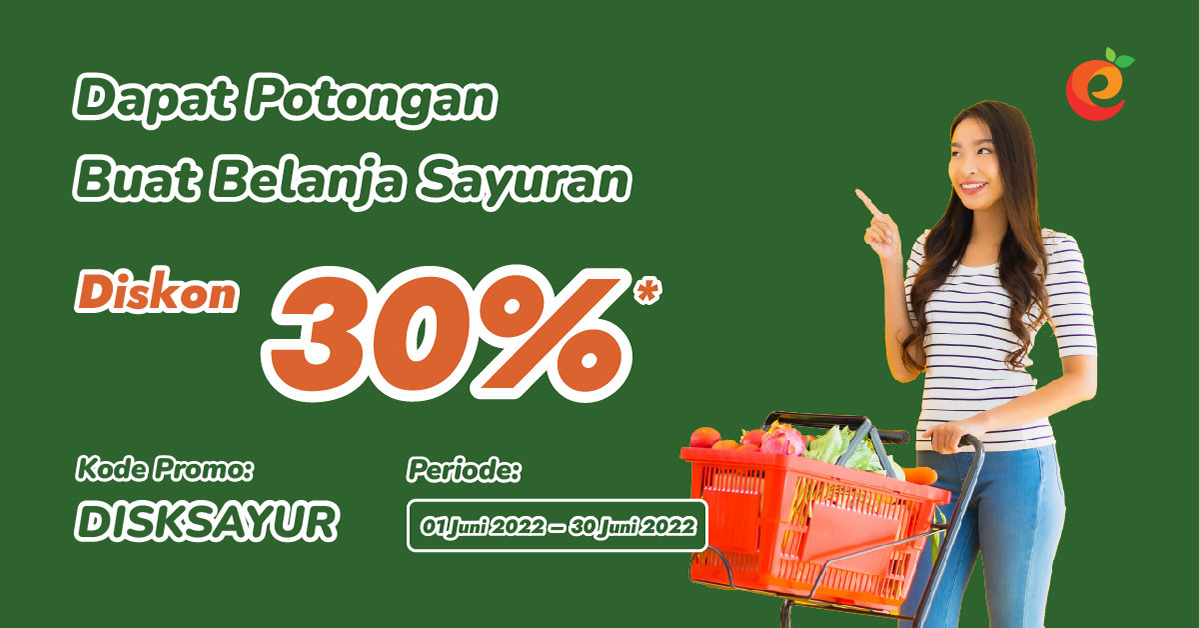 Dapat Potongan
Buat Belanja Sayuran
Diskon 30%*
Kode Promo:
DISKSAYUR
Periode:
01 Juni 2022 – 30 Juni 2022